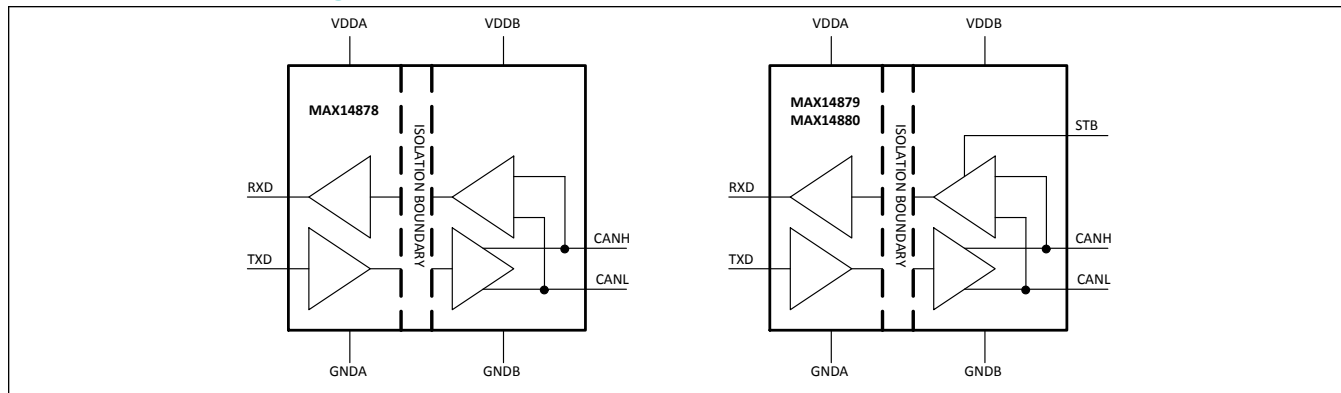 VDDA
VDDB
MAX14878
ISOLATION BOUNDARY
RXD
TXD
CANH
CANL
GNDA
GNDB
VDDA
VDDB
MAX14879
MAX14880
ISOLATION BOUNDARY
STB
RXD
TXD
CANH
CANL
GNDA
GNDB